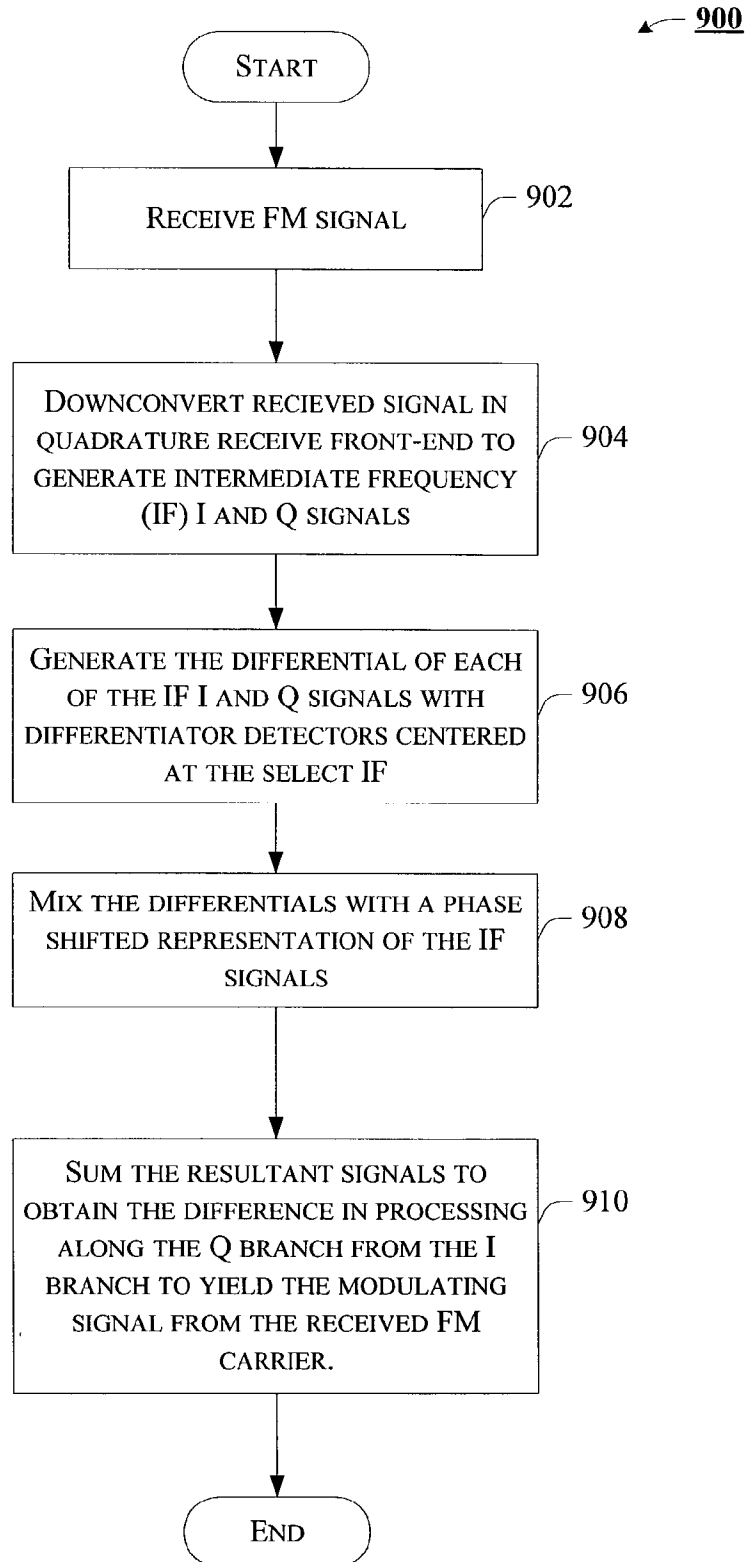 900
START
RECEIVE FM SIGNAL
902
DOWNCONVERT RECIEVED SIGNAL IN
QUADRATURE RECEIVE FRONT-END TO
GENERATE INTERMEDIATE FREQUENCY
(IF) I AND Q SIGNALS
904
GENERATE THE DIFFERENTIAL OF EACH
OF THE IF I AND Q SIGNALS WITH
DIFFERENTIATOR DETECTORS CENTERED
AT THE SELECT IF
906
MIX THE DIFFERENTIALS WITH A PHASE
SHIFTED REPRESENTATION OF THE IF
SIGNALS
908
SUM THE RESULTANT SIGNALS TO
OBTAIN THE DIFFERENCE IN PROCESSING
ALONG THE Q BRANCH FROM THE I
BRANCH TO YIELD THE MODULATING
SIGNAL FROM THE RECEIVED FM
CARRIER.
910
END